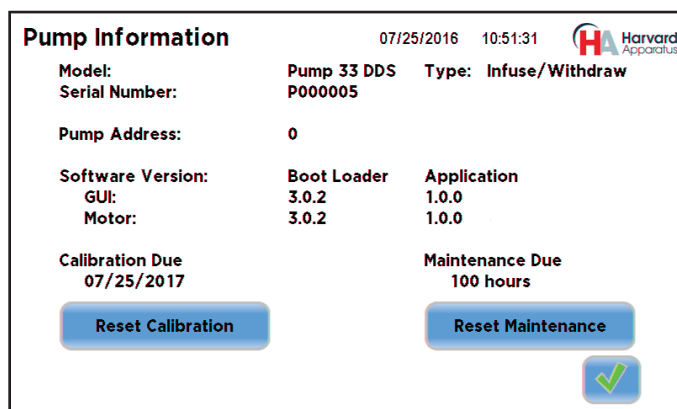 Pump Information 07/25/2016 10:51:31 HA Harvard
Apparatus
Model: Pump 33 DDS Type: Infuse/Withdraw
Serial Number: P000005
Pump Address: 0
Software Version: Boot Loader Application
GUI: 3.0.2 1.0.0
Motor: 3.0.2 1.0.0
Calibration Due Maintenance Due
07/25/2017 100 hours
Reset Calibration Reset Maintenance